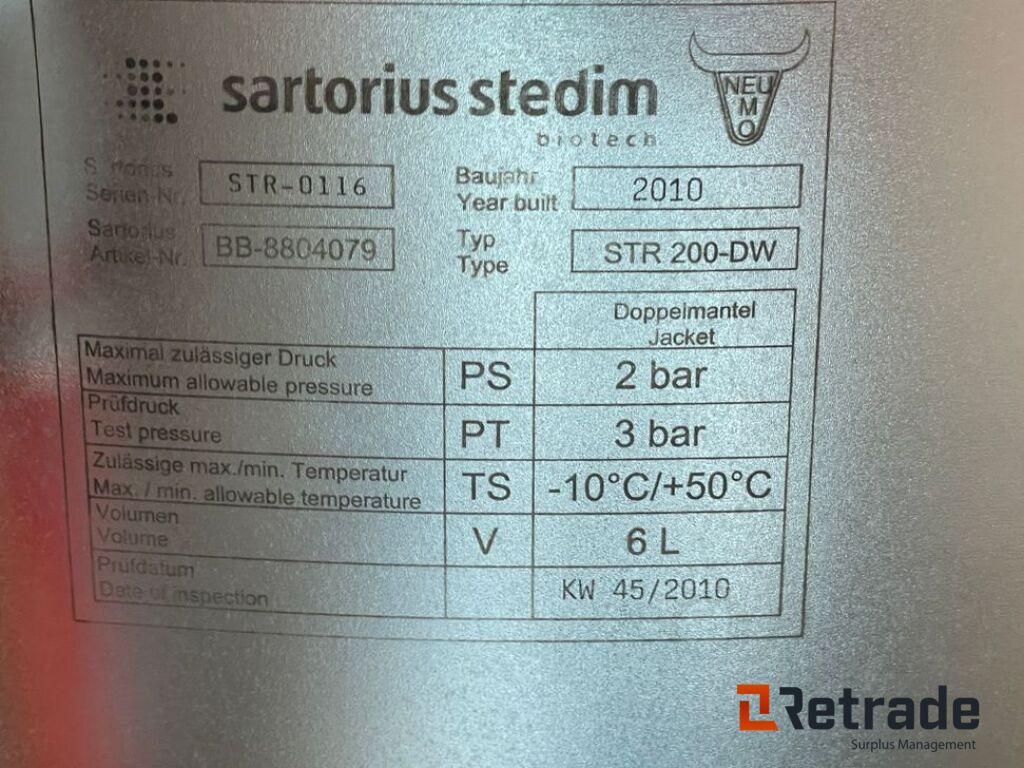 sartorius stedim
biotech
NEU
M
O
Sartorius
Serien-Nr. STR-0116
Baujahr
Year built 2010
Sartorius
Artikel-Nr. BB-8804079
Typ
Type STR 200-DW
Doppelmantel
Jacket
Maximal zulässiger Druck
Maximum allowable pressure PS 2 bar
Prüfdruck
Test pressure PT 3 bar
Zulässige max./min. Temperatur
Max. / min. allowable temperature TS -10°C/+50°C
Volumen
Volume V 6 L
Prüfdatum
Date of inspection KW 45/2010
Retrade
Surplus Management